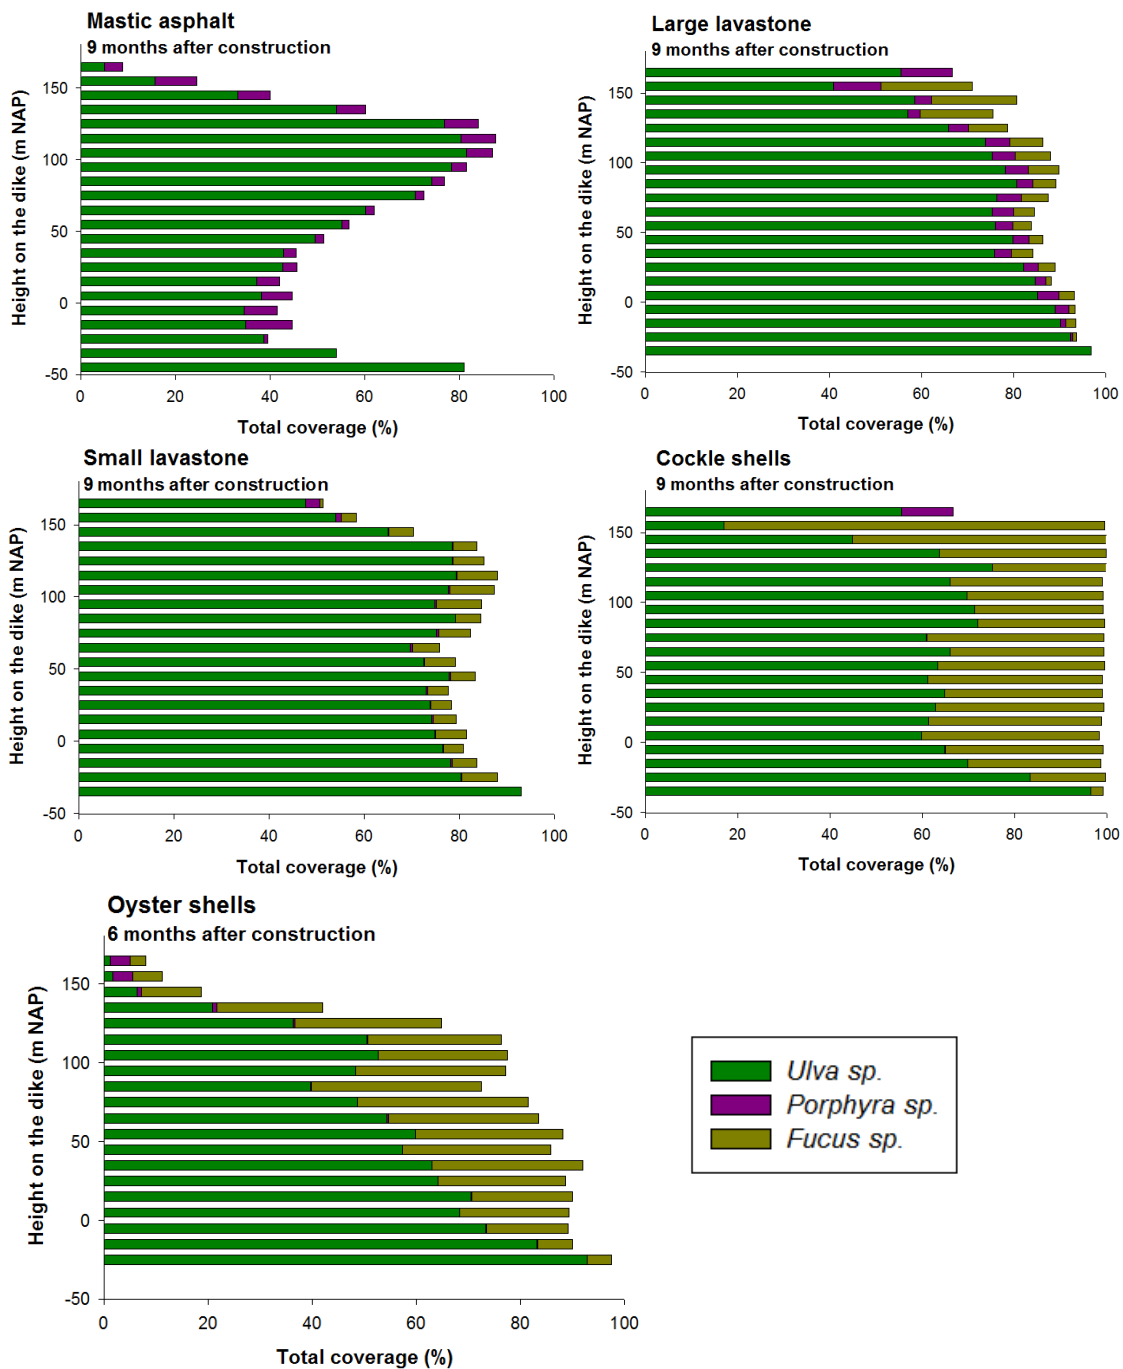 Mastic asphalt
9 months after construction
Height on the dike (m NAP)
150
100
50
0
-50
0 20 40 60 80 100
Total coverage (%)
Large lavastone
9 months after construction
Height on the dike (m NAP)
150
100
50
0
-50
0 20 40 60 80 100
Total coverage (%)
Small lavastone
9 months after construction
Height on the dike (m NAP)
150
100
50
0
-50
0 20 40 60 80 100
Total coverage (%)
Cockle shells
9 months after construction
Height on the dike (m NAP)
150
100
50
0
-50
0 20 40 60 80 100
Total coverage (%)
Oyster shells
6 months after construction
Height on the dike (m NAP)
150
100
50
0
-50
0 20 40 60 80 100
Total coverage (%)
Ulva sp.
Porphyra sp.
Fucus sp.